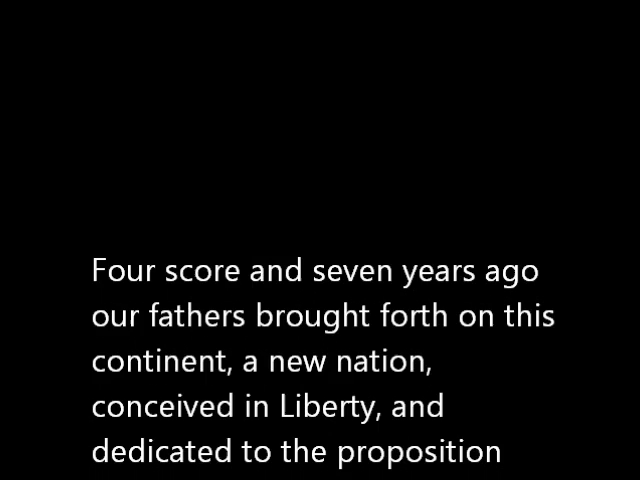 Four score and seven years ago
our fathers brought forth on this
continent, a new nation,
conceived in Liberty, and
dedicated to the proposition